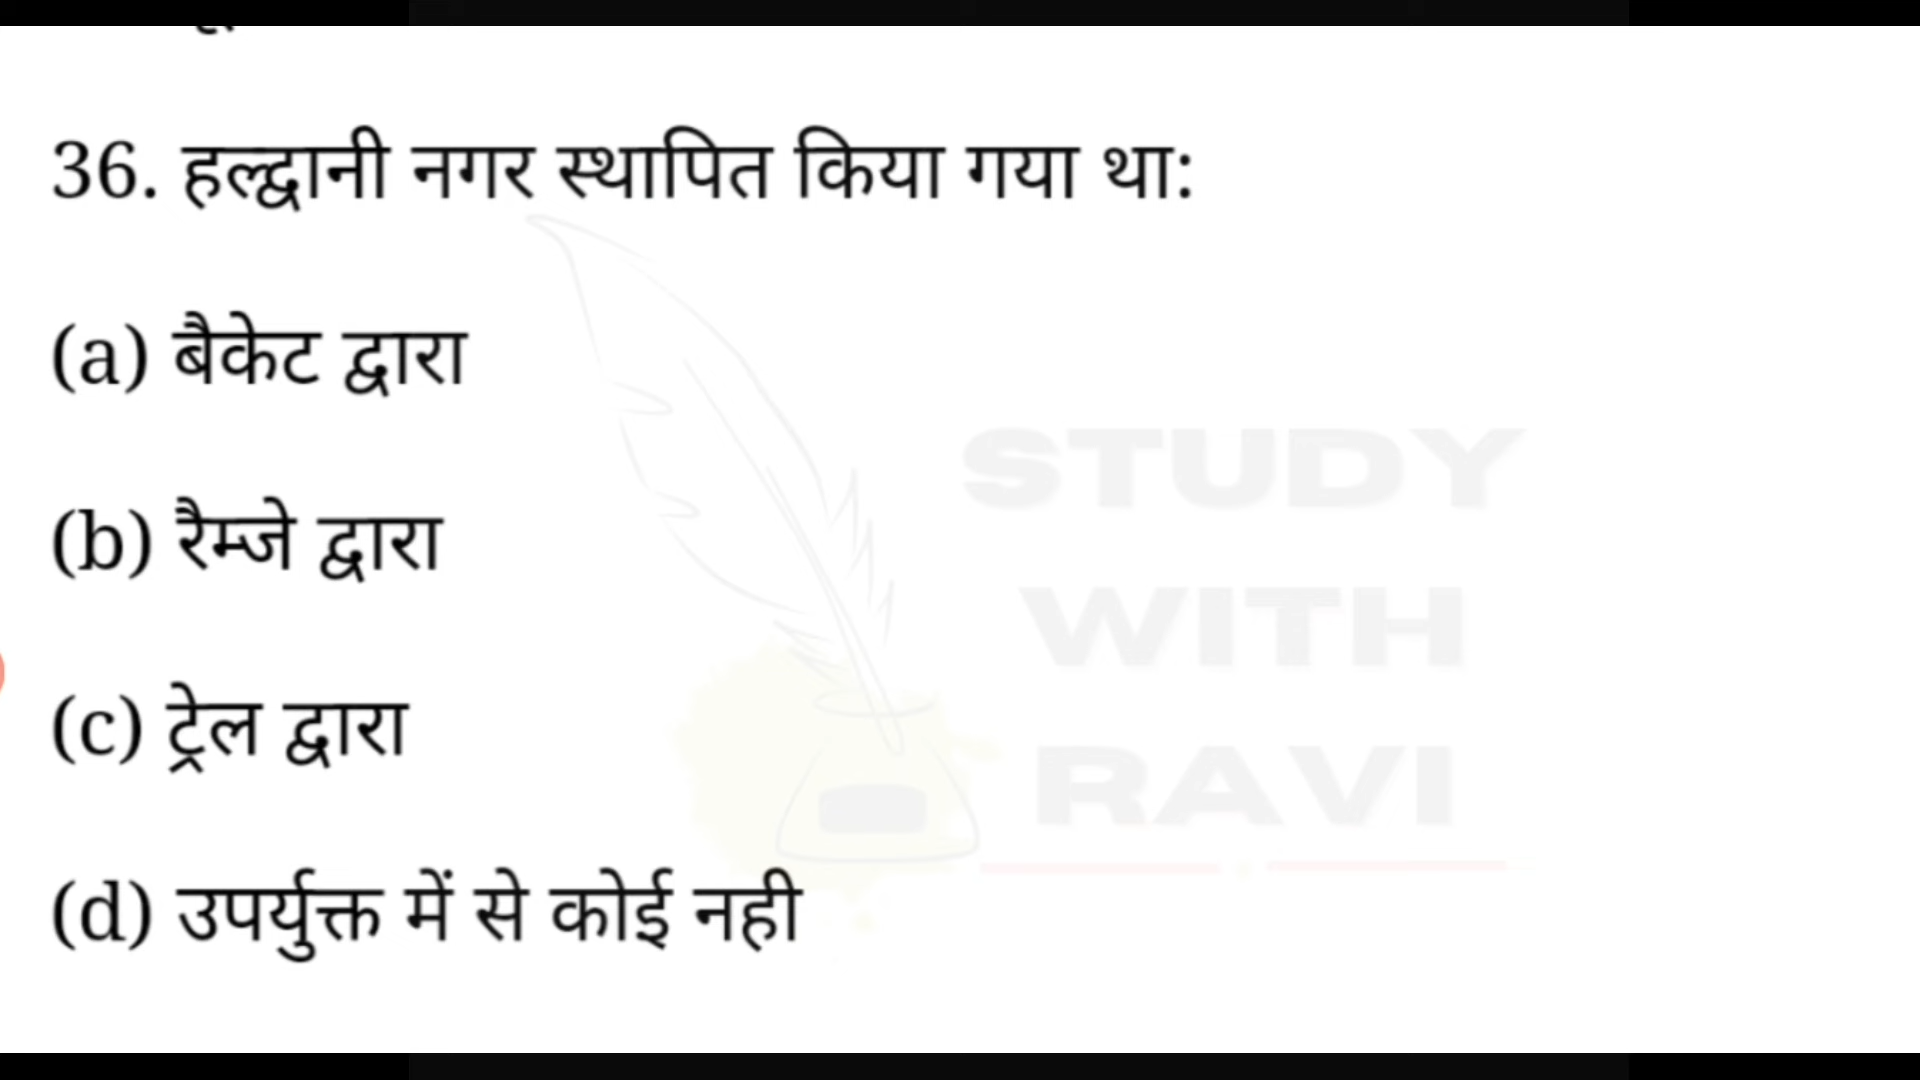 36. हल्द्वानी नगर स्थापित किया गया था:
(a) बैकेट द्वारा
(b) रैम्जे द्वारा
(c) ट्रेल द्वारा
(d) उपर्युक्त में से कोई नही
STUDY
WITH
RAVI